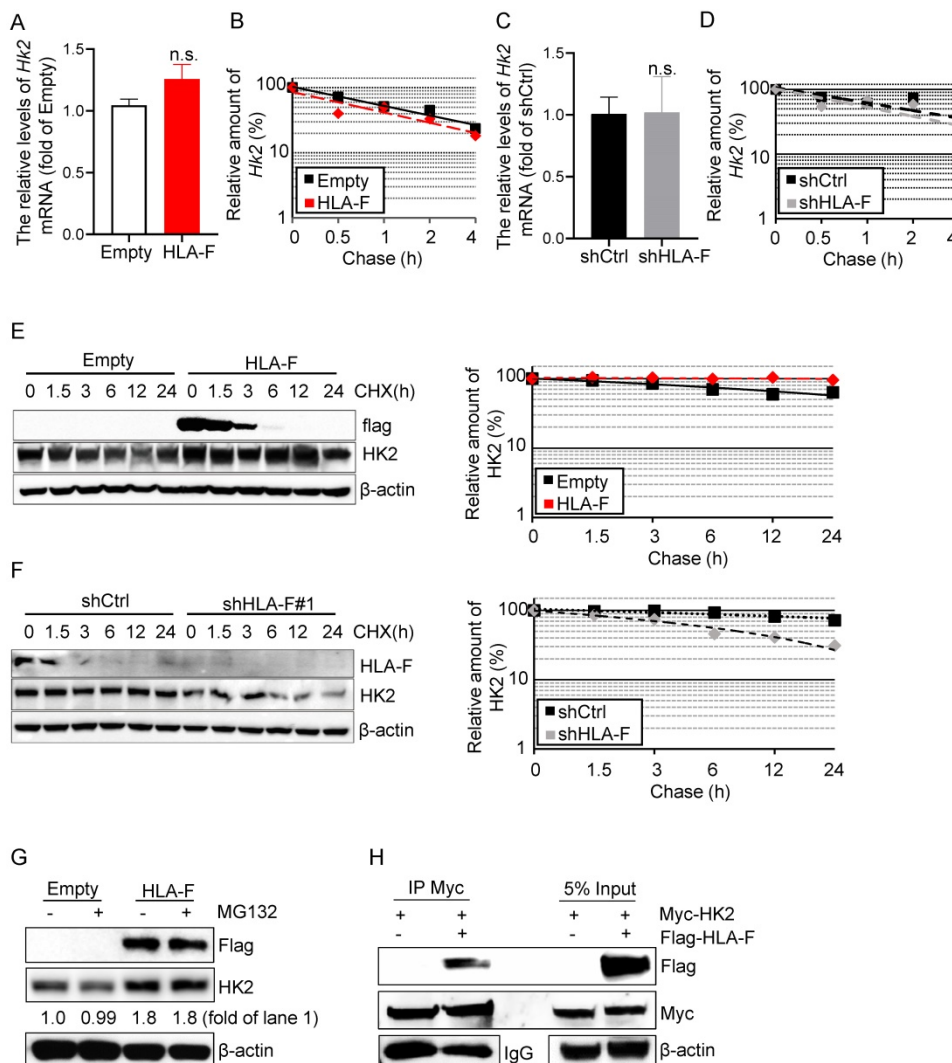 A
The relative levels of Hk2
mRNA (fold of Empty)
1.5
1.0
0.5
0.0
n.s.
Empty HLA-F
B
Relative amount of
Hk2 (%)
100
10
1
Empty
HLA-F
0 0.5 1 2 4
Chase (h)
C
The relative levels of Hk2
mRNA (fold of shCtrl)
1.5
1.0
0.5
0.0
n.s.
shCtrl shHLA-F
D
Relative amount of
Hk2 (%)
100
10
1
shCtrl
shHLA-F
0 0.5 1 2 4
Chase (h)
E
Empty HLA-F
0 1.5 3 6 12 24 0 1.5 3 6 12 24 CHX(h)
flag
HK2
β-actin
Relative amount of
HK2 (%)
100
10
1
Empty
HLA-F
0 1.5 3 6 12 24
Chase (h)
F
shCtrl shHLA-F#1
0 1.5 3 6 12 24 0 1.5 3 6 12 24 CHX(h)
HLA-F
HK2
β-actin
Relative amount of
HK2 (%)
100
10
1
shCtrl
shHLA-F
0 1.5 3 6 12 24
Chase (h)
G
Empty HLA-F
- + - + MG132
Flag
HK2
1.0 0.99 1.8 1.8 (fold of lane 1)
β-actin
H
IP Myc 5% Input
+ + + + Myc-HK2
- + - + Flag-HLA-F
Flag
Myc
IgG β-actin